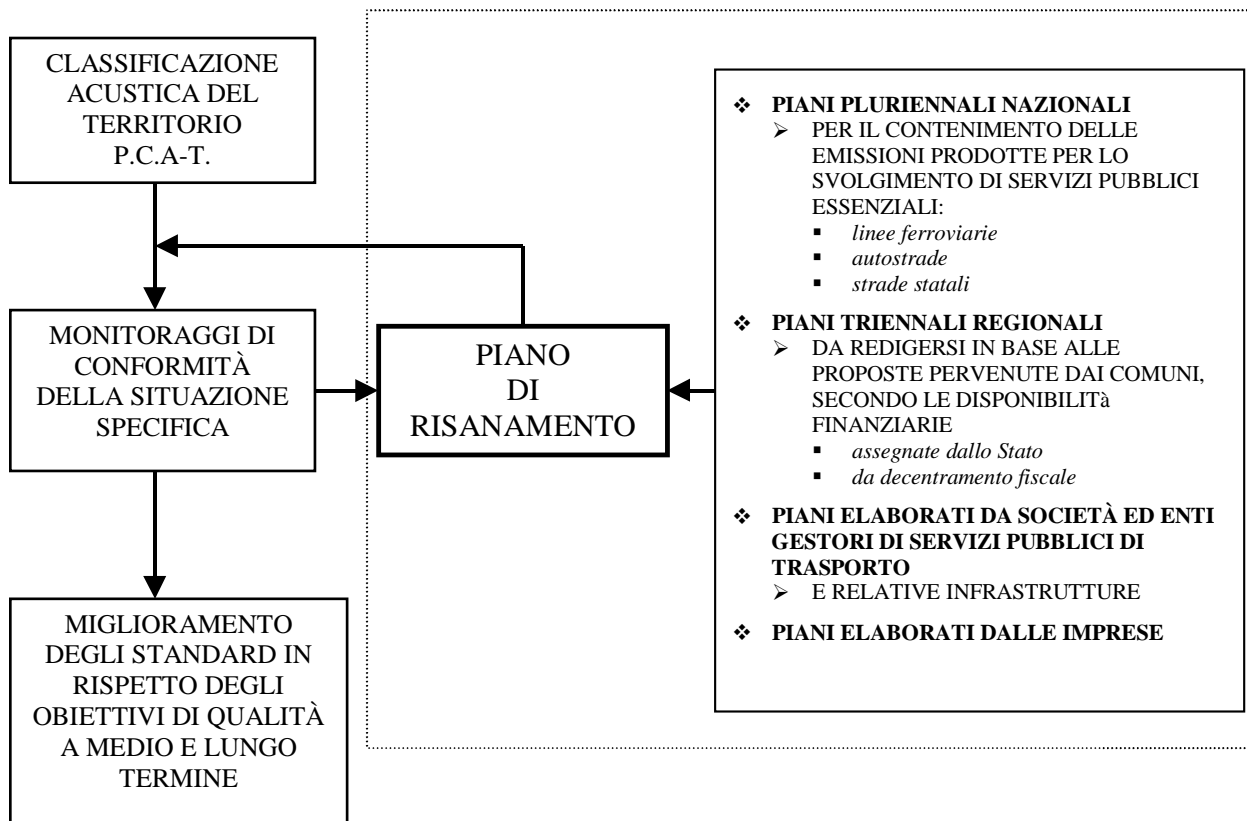 CLASSIFICAZIONE
ACUSTICA DEL
TERRITORIO
P.C.A-T.
MONITORAGGI DI
CONFORMITÀ
DELLA SITUAZIONE
SPECIFICA
MIGLIORAMENTO
DEGLI STANDARD IN
RISPETTO DEGLI
OBIETTIVI DI QUALITÀ
A MEDIO E LUNGO
TERMINE
PIANO
DI
RISANAMENTO
❖ PIANI PLURIENNALI NAZIONALI
➢ PER IL CONTENIMENTO DELLE
EMISSIONI PRODOTTE PER LO
SVOLGIMENTO DI SERVIZI PUBBLICI
ESSENZIALI:
▪ linee ferroviarie
▪ autostrade
▪ strade statali
❖ PIANI TRIENNALI REGIONALI
➢ DA REDIGERSI IN BASE ALLE
PROPOSTE PERVENUTE DAI COMUNI,
SECONDO LE DISPONIBILITà
FINANZIARIE
▪ assegnate dallo Stato
▪ da decentramento fiscale
❖ PIANI ELABORATI DA SOCIETÀ ED ENTI
GESTORI DI SERVIZI PUBBLICI DI
TRASPORTO
➢ E RELATIVE INFRASTRUTTURE
❖ PIANI ELABORATI DALLE IMPRESE